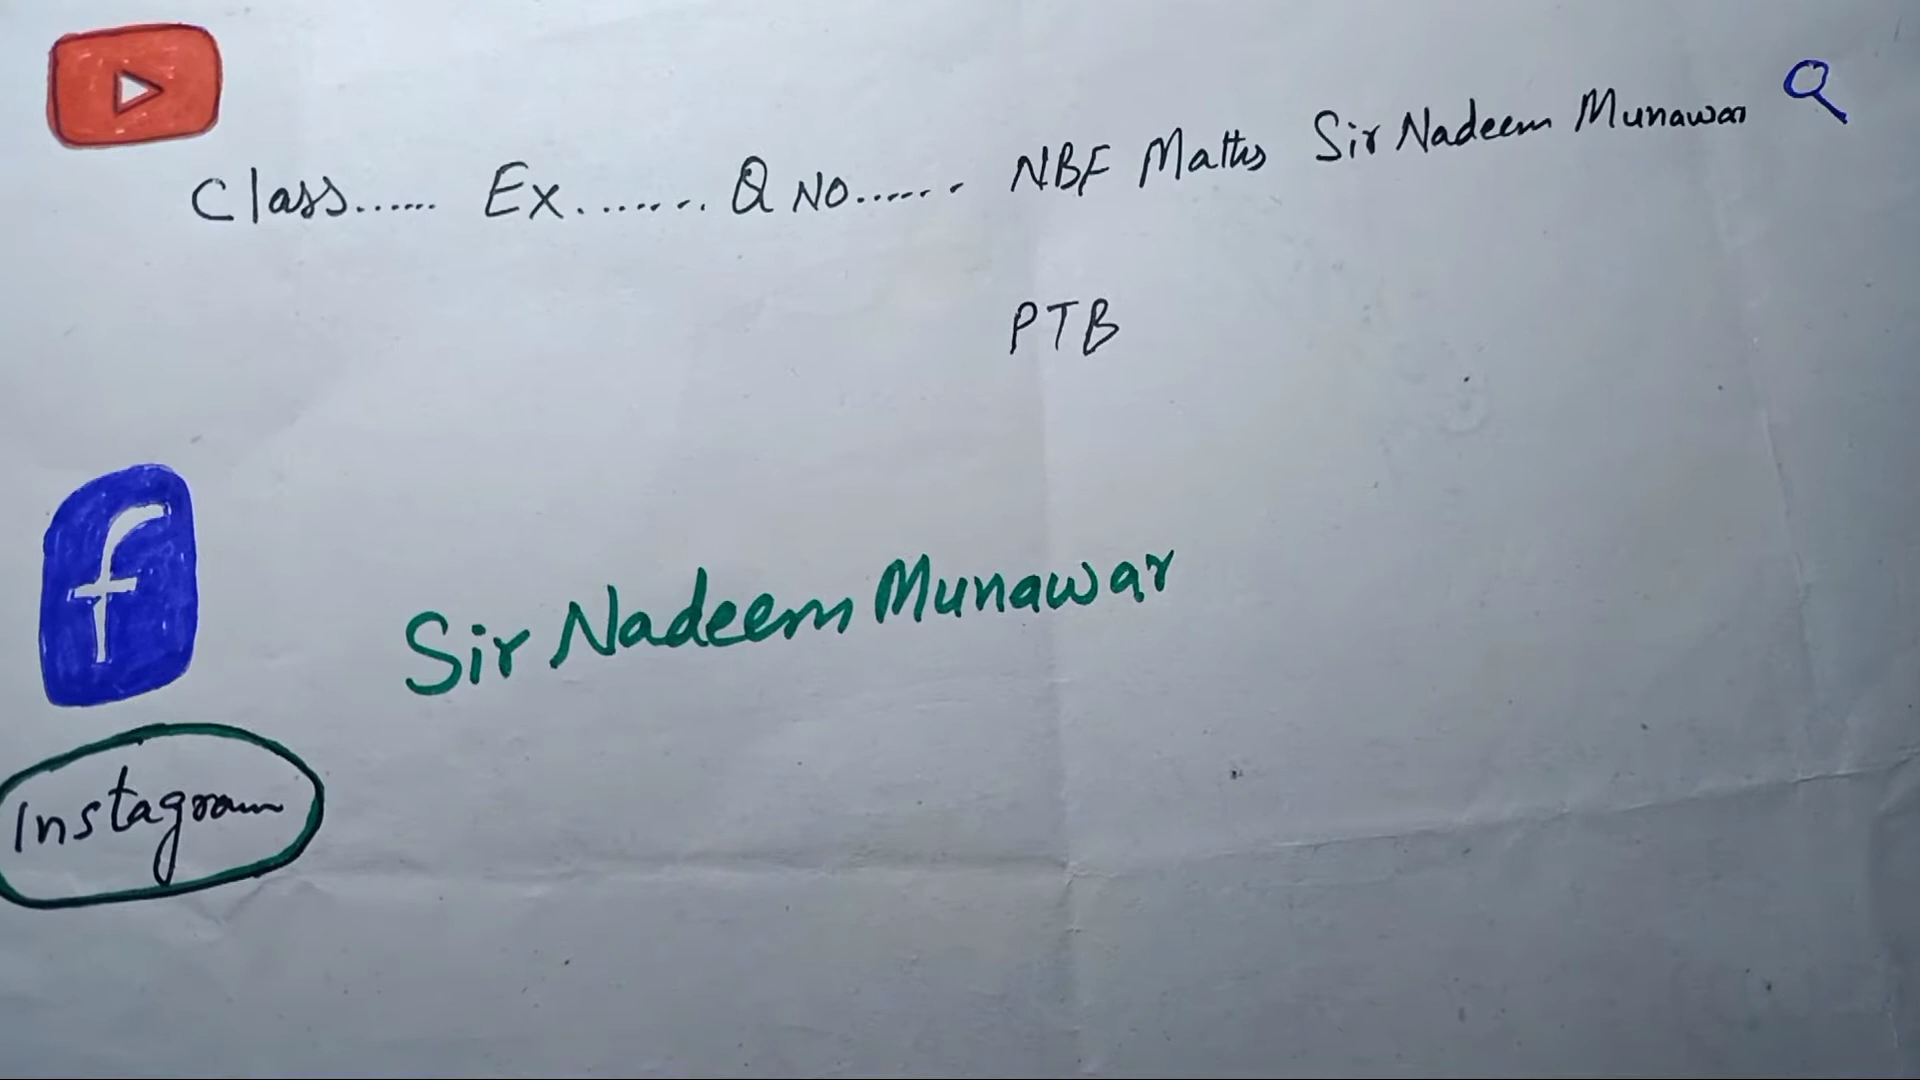 Class...... Ex........ Q No....... NBF Maths Sir Nadeem Munawar
PTB
f
Sir Nadeem Munawar
Instagram